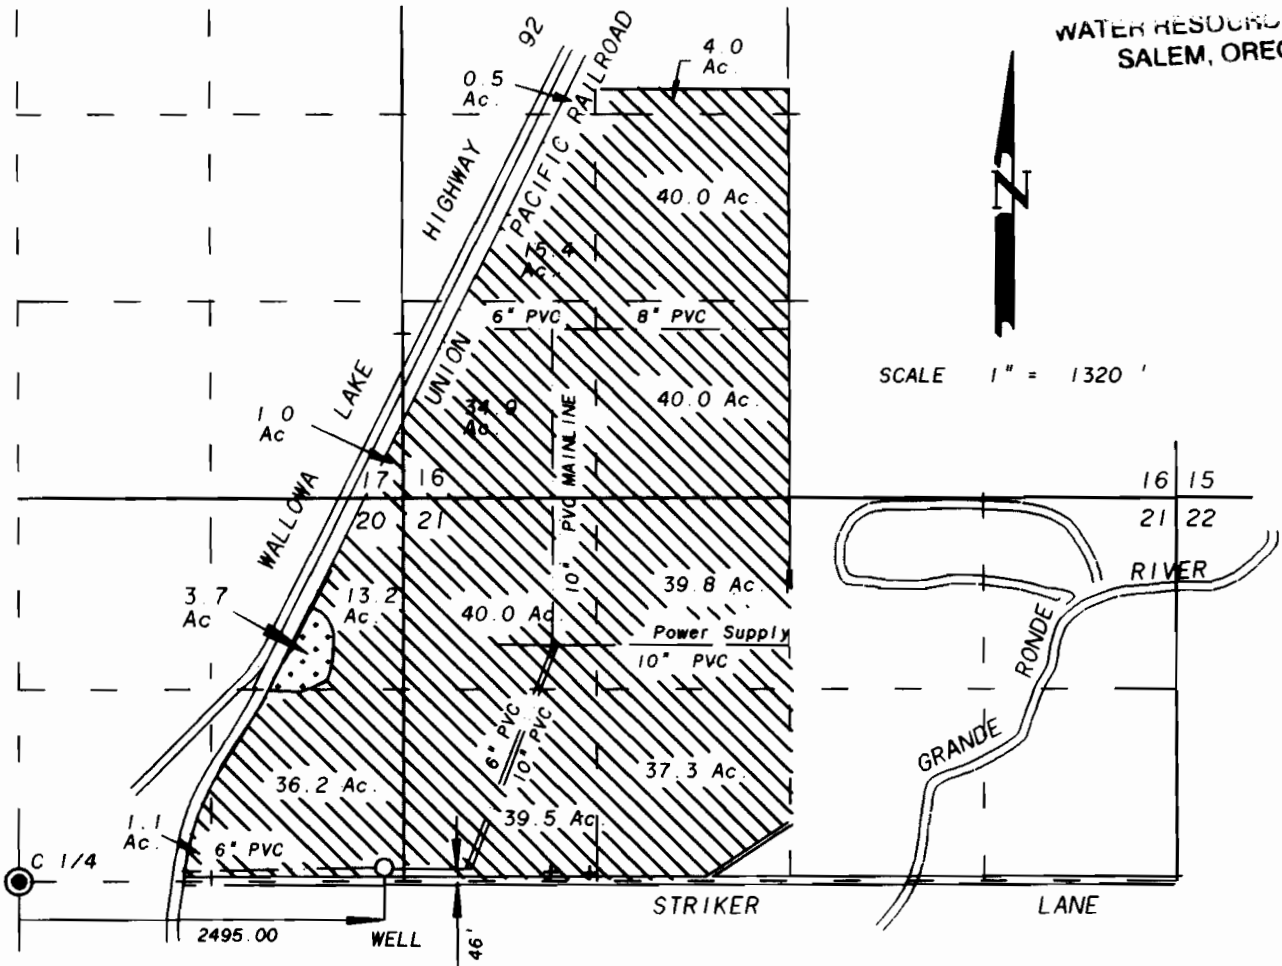 WATER RESOURC
SALEM, OREG
92
4.0
Ac.
0.5
Ac.
HIGHWAY
UNION PACIFIC RAILROAD
N
40.0 Ac.
15.4
Ac.
6" PVC
8" PVC
SCALE 1" = 1320 '
LAKE
40.0 Ac.
34.9
Ac.
1.0
Ac
10" PVC MAINLINE
WALLOWA
17 16
20 21
16 15
21 22
RIVER
3.7
Ac
13.2
Ac
40.0 Ac.
39.8 Ac.
Power Supply
10" PVC
RONDE
GRANDE
6" PVC
10" PVC
36.2 Ac.
37.3 Ac.
39.5 Ac.
1.1
Ac.
6" PVC
C 1/4
STRIKER LANE
2495.00
WELL
46'